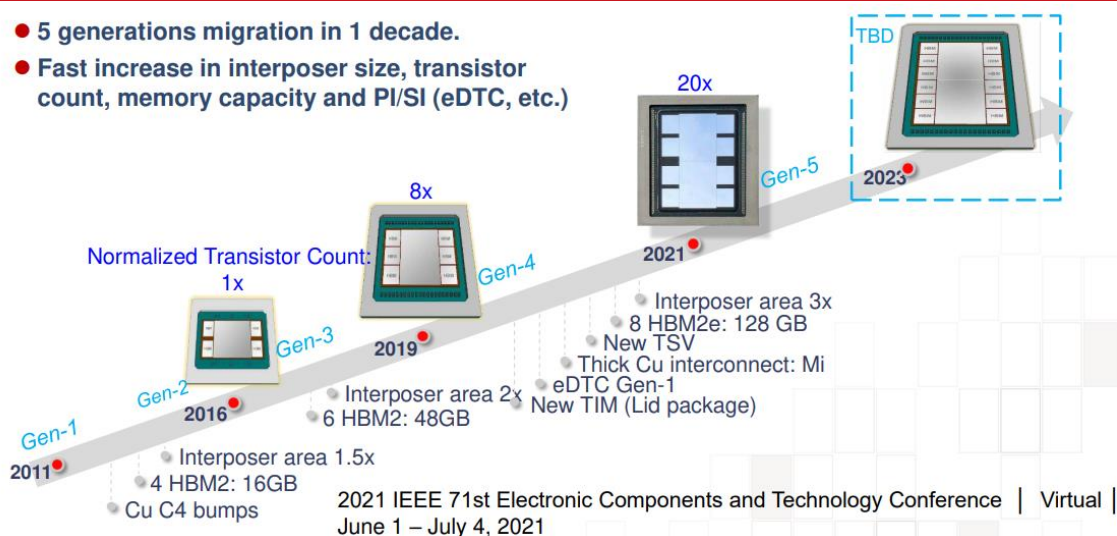 5 generations migration in 1 decade.
Fast increase in interposer size, transistor
count, memory capacity and PI/SI (eDTC, etc.)
TBD
20x
Gen-5
2023
8x
2021
Normalized Transistor Count:
1x
Gen-4
Interposer area 3x
8 HBM2e: 128 GB
New TSV
Thick Cu interconnect: Mi
eDTC Gen-1
New TIM (Lid package)
Gen-3
2019
Interposer area 2x
6 HBM2: 48GB
Gen-2
2016
Gen-1
2011
Interposer area 1.5x
4 HBM2: 16GB
Cu C4 bumps
2021 IEEE 71st Electronic Components and Technology Conference | Virtual |
June 1 – July 4, 2021